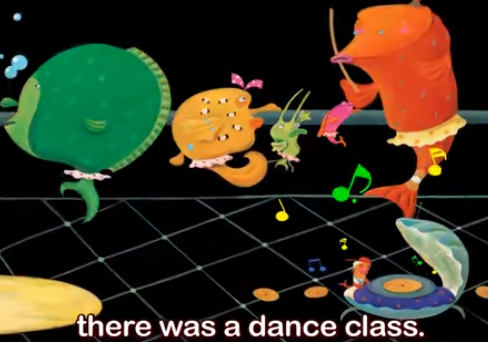 there was a dance class.